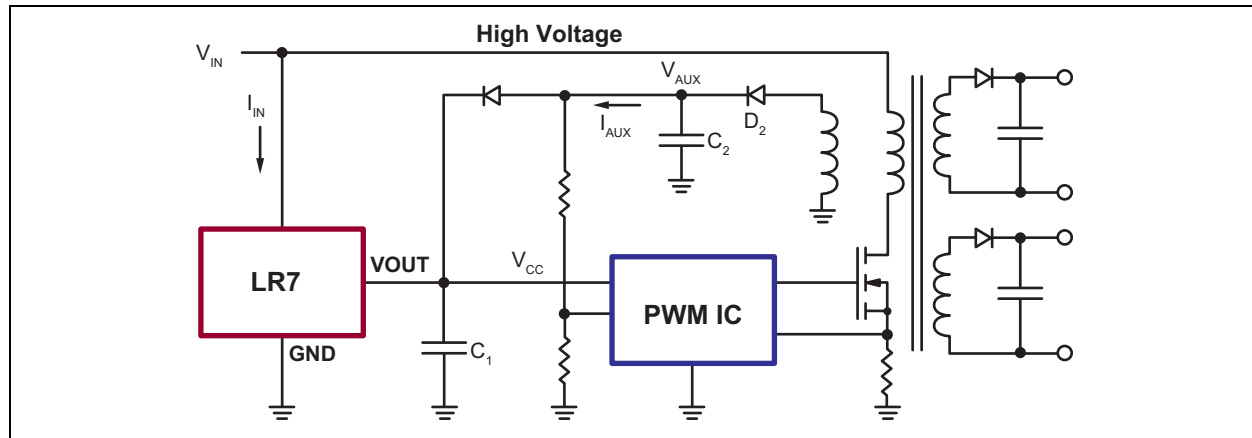 High Voltage
V_IN
V_AUX
I_IN
I_AUX
D_2
C_2
LR7
VOUT
V_CC
PWM IC
GND
C_1